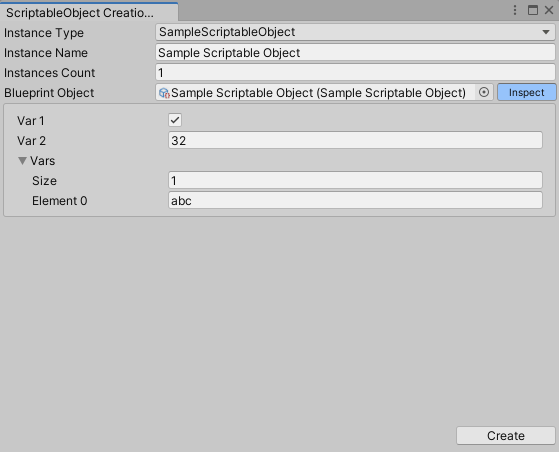 ScriptableObject Creatio...
Instance Type SampleScriptableObject
Instance Name Sample Scriptable Object
Instances Count 1
Blueprint Object Sample Scriptable Object (Sample Scriptable Object) Inspect
Var 1
Var 2 32
Vars
Size 1
Element 0 abc
Create